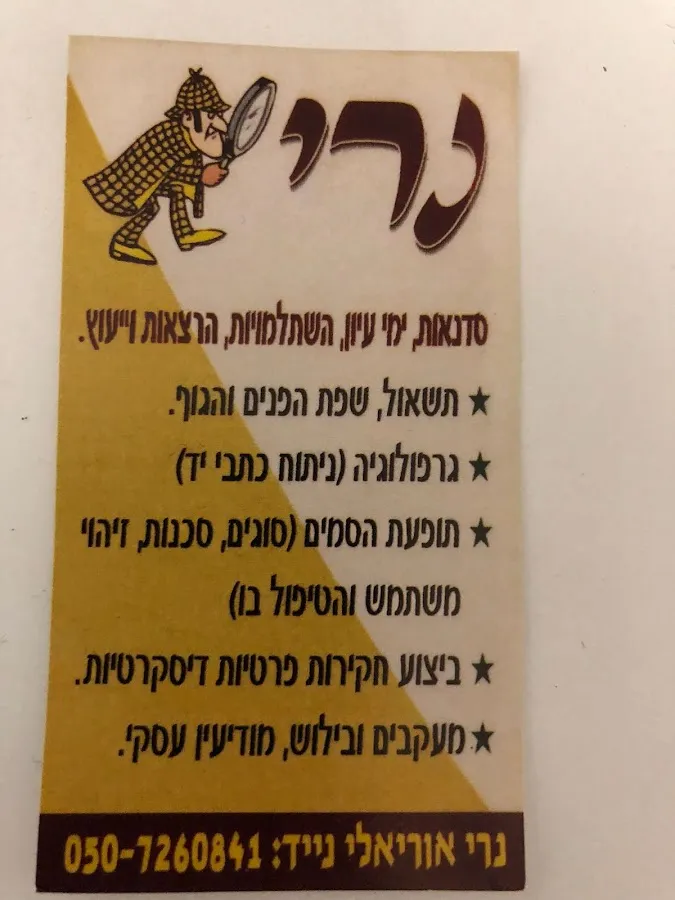 נרי
סדנאות, ימי עיון, השתלמויות, הרצאות וייעוץ.
★ תשאול, שפת הפנים והגוף.
★ גרפולוגיה (ניתוח כתבי יד)
★ תופעת הסמים (סוגים, סכנות, זיהוי
משתמש והטיפול בו)
★ ביצוע חקירות פרטיות דיסקרטיות.
★ מעקבים ובילוש, מודיעין עסקי.
נרי אוריאלי נייד: 050-7260841